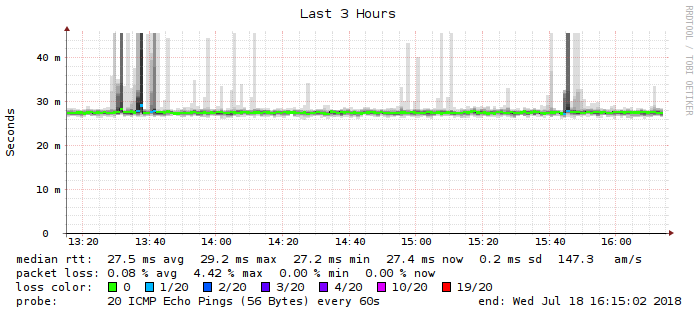 Last 3 Hours
RRDTOOL / TOBI OETIKER
Seconds
40 m
30 m
20 m
10 m
0
13:20 13:40 14:00 14:20 14:40 15:00 15:20 15:40 16:00
median rtt: 27.5 ms avg 29.2 ms max 27.2 ms min 27.4 ms now 0.2 ms sd 147.3 am/s
packet loss: 0.08 % avg 4.42 % max 0.00 % min 0.00 % now
loss color: 0 1/20 2/20 3/20 4/20 10/20 19/20
probe: 20 ICMP Echo Pings (56 Bytes) every 60s end: Wed Jul 18 16:15:02 2018